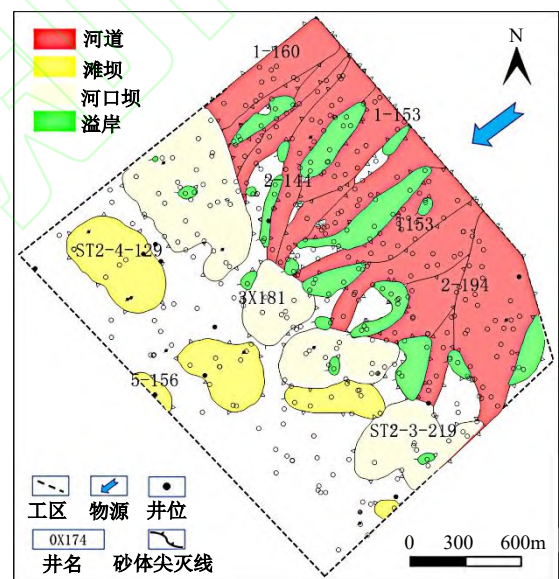 河道
滩坝
河口坝
溢岸
N
1-160
1-153
2-144
1153
ST2-4-129
2-194
3X181
5-156
ST2-3-219
工区
物源
井位
0X174
井名
砂体尖灭线
0 300 600m